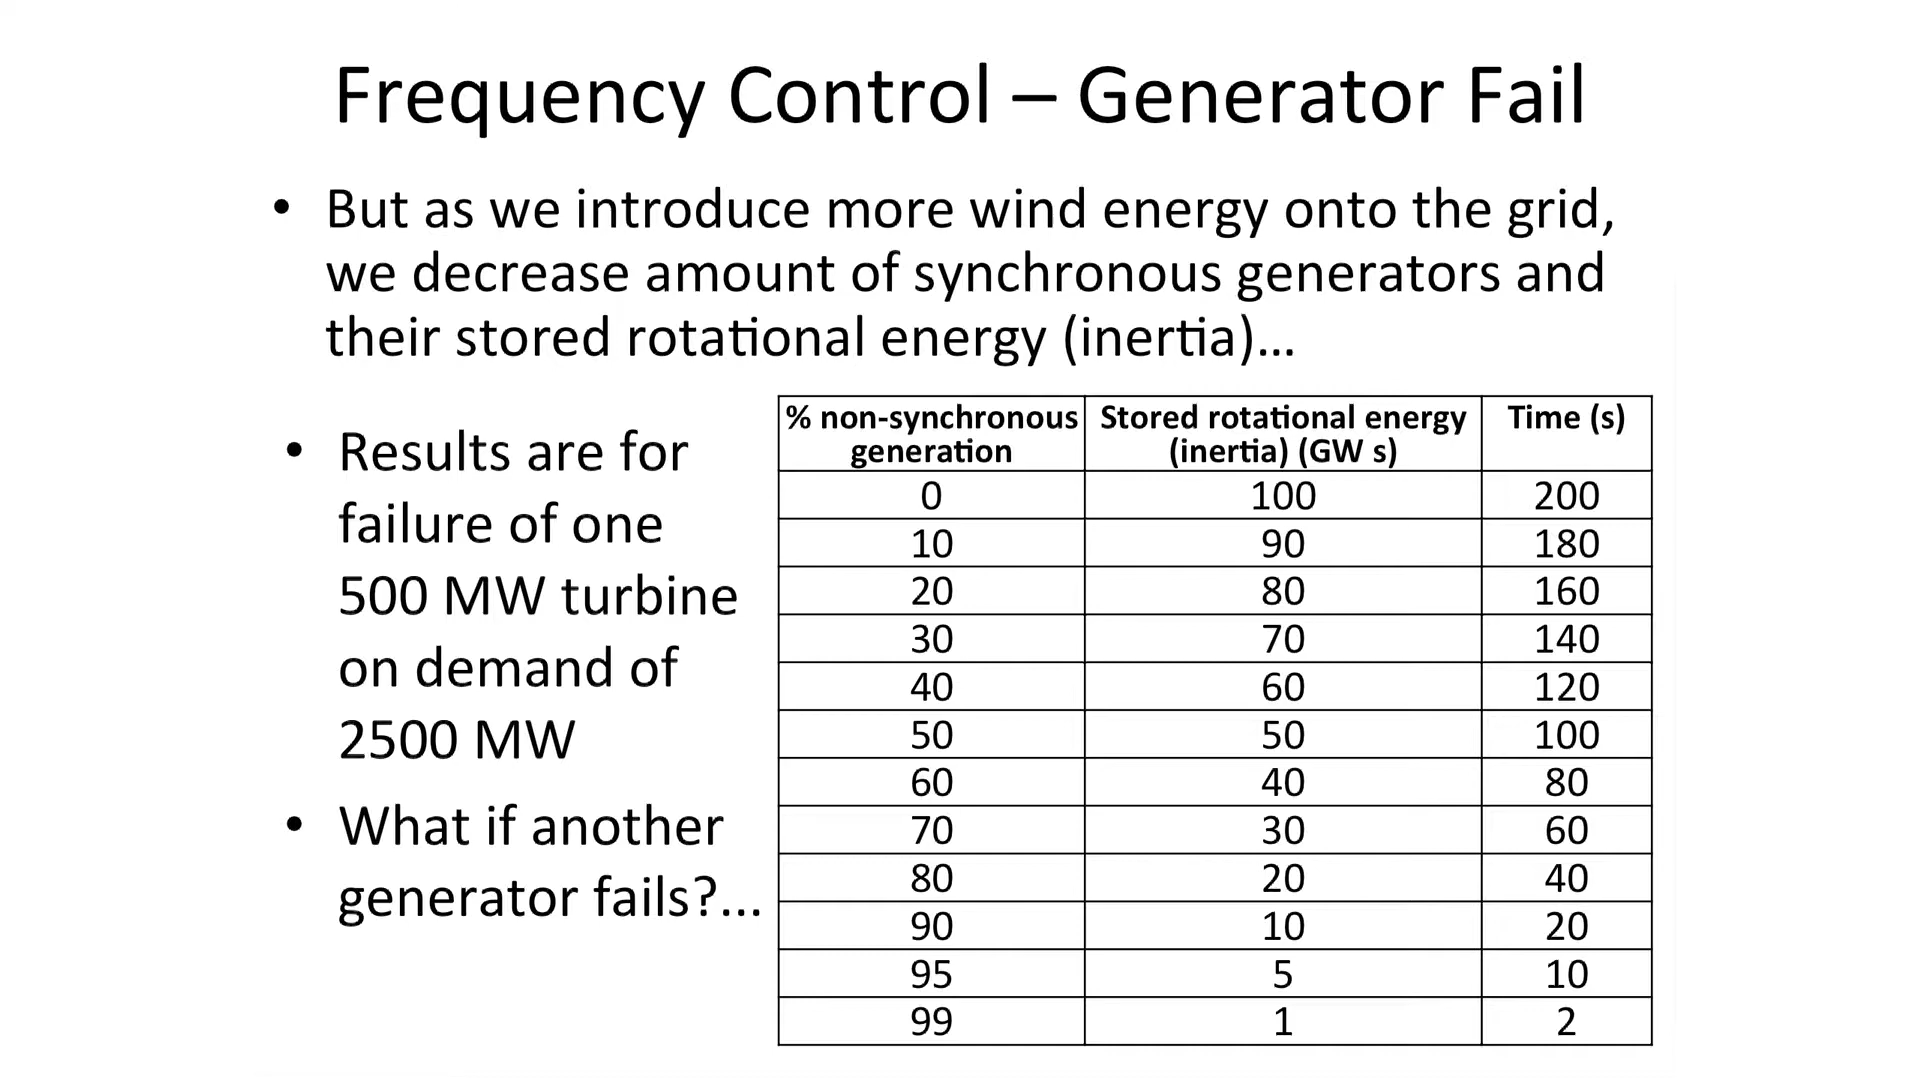 Frequency Control – Generator Fail
• But as we introduce more wind energy onto the grid,
we decrease amount of synchronous generators and
their stored rotational energy (inertia)…
• Results are for
failure of one
500 MW turbine
on demand of
2500 MW
• What if another
generator fails?...
% non-synchronous generation | Stored rotational energy (inertia) (GW s) | Time (s)
0 | 100 | 200
10 | 90 | 180
20 | 80 | 160
30 | 70 | 140
40 | 60 | 120
50 | 50 | 100
60 | 40 | 80
70 | 30 | 60
80 | 20 | 40
90 | 10 | 20
95 | 5 | 10
99 | 1 | 2